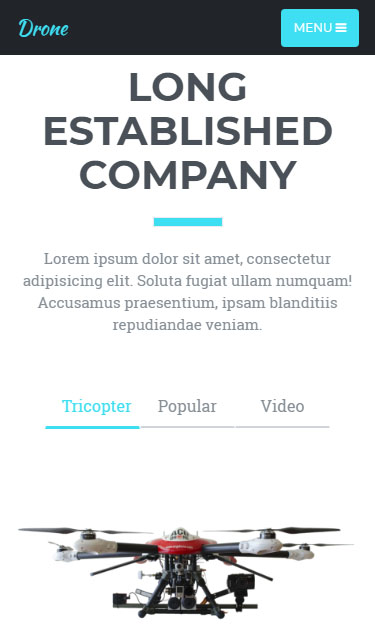 Drone
MENU
LONG
ESTABLISHED
COMPANY
Lorem ipsum dolor sit amet, consectetur
adipisicing elit. Soluta fugiat ullam numquam!
Accusamus praesentium, ipsam blanditiis
repudiandae veniam.
Tricopter Popular Video